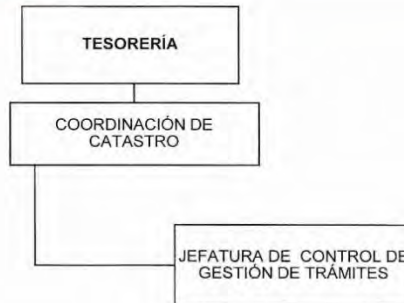 TESORERÍA
COORDINACIÓN DE
CATASTRO
JEFATURA DE CONTROL DE
GESTIÓN DE TRÁMITES